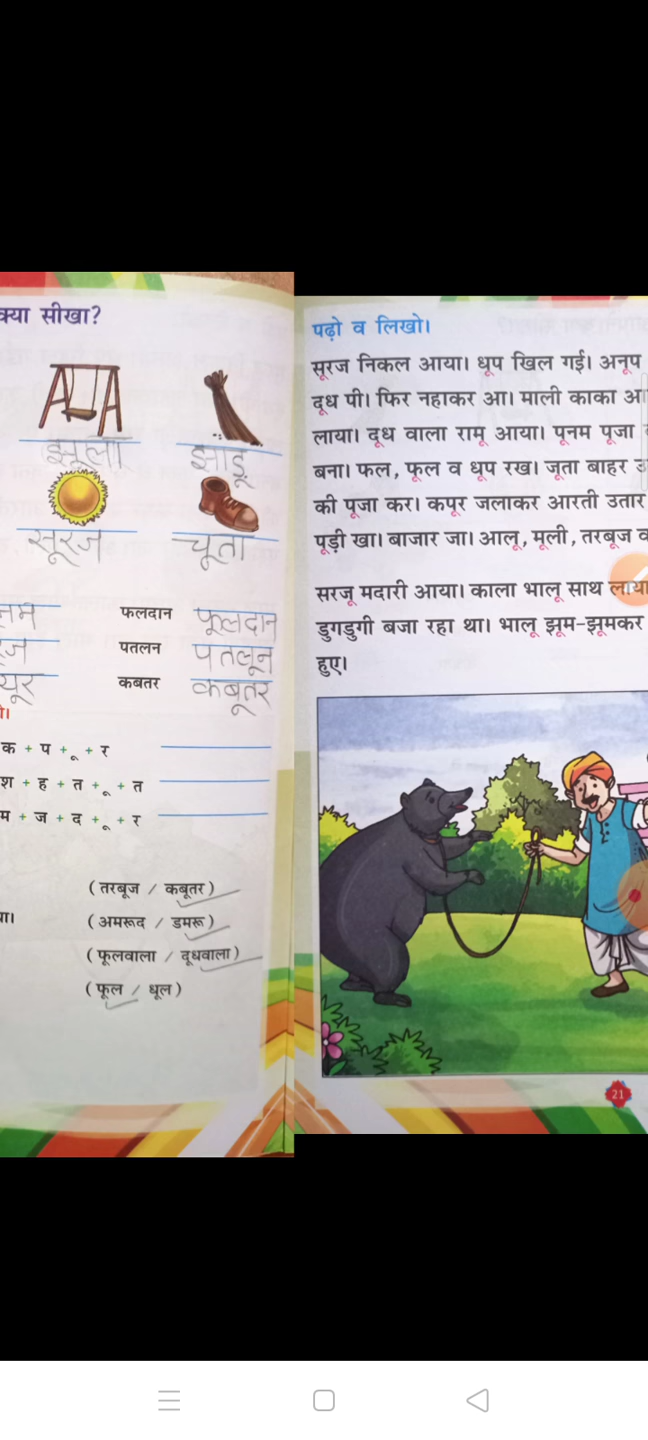 क्या सीखा?
झूला झाड़ू
सूरज चूता
नम फलदान फूलदान
पतलन पतलून
यूर कबतर कबूतर
क + प + ू + र
श + ह + त + ू + त
म + ज + द + ू + र
(तरबूज / कबूतर)
(अमरूद / डमरू)
(फूलवाला / दूधवाला)
(फूल / धूल)
पढ़ो व लिखो।
सूरज निकल आया। धूप खिल गई। अनूप
दूध पी। फिर नहाकर आ। माली काका
लाया। दूध वाला रामू आया। पूनम पूजा
बना। फल, फूल व धूप रख। जूता बाहर
की पूजा कर। कपूर जलाकर आरती उतार
पूड़ी खा। बाजार जा। आलू, मूली, तरबूज
सरजू मदारी आया। काला भालू साथ लाया
डुगडुगी बजा रहा था। भालू झूम-झूमकर
हुए।
21